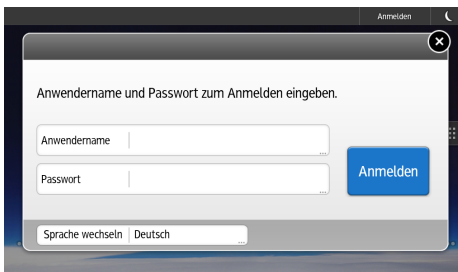 Anmelden
Anwendername und Passwort zum Anmelden eingeben.
Anwendername
Passwort
Anmelden
Sprache wechseln Deutsch